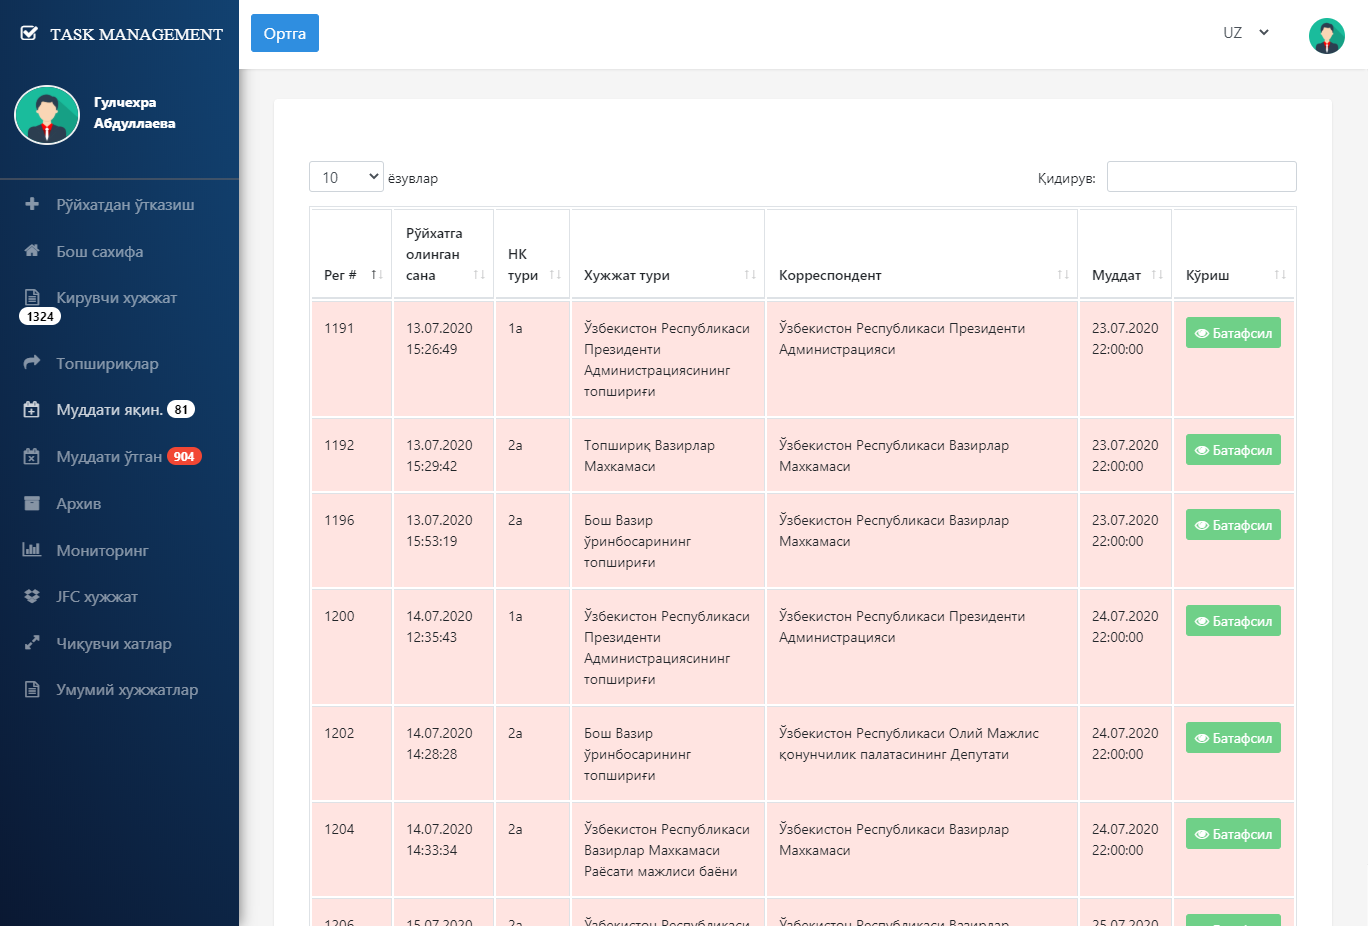 TASK MANAGEMENT
Ортга
UZ
Гулчехра
Абдуллаева
Рўйхатдан ўтказиш
Бош сахифа
Кирувчи хужжат
1324
Топшириқлар
Муддати яқин. 81
Муддати ўтган 904
Архив
Мониторинг
JFC хужжат
Чиқувчи хатлар
Умумий хужжатлар
10 ёзувлар
Қидирув:
Рег #
Рўйхатга
олинган
сана
НК
тури
Хужжат тури
Корреспондент
Муддат
Кўриш
1191
13.07.2020
15:26:49
1а
Ўзбекистон Республикаси
Президенти
Администрациясининг
топшириғи
Ўзбекистон Республикаси Президенти
Администрацияси
23.07.2020
22:00:00
Батафсил
1192
13.07.2020
15:29:42
2а
Топшириқ Вазирлар
Махкамаси
Ўзбекистон Республикаси Вазирлар
Махкамаси
23.07.2020
22:00:00
Батафсил
1196
13.07.2020
15:53:19
2а
Бош Вазир
ўринбосарининг
топшириғи
Ўзбекистон Республикаси Вазирлар
Махкамаси
23.07.2020
22:00:00
Батафсил
1200
14.07.2020
12:35:43
1а
Ўзбекистон Республикаси
Президенти
Администрациясининг
топшириғи
Ўзбекистон Республикаси Президенти
Администрацияси
24.07.2020
22:00:00
Батафсил
1202
14.07.2020
14:28:28
2а
Бош Вазир
ўринбосарининг
топшириғи
Ўзбекистон Республикаси Олий Мажлис
қонунчилик палатасининг Депутати
24.07.2020
22:00:00
Батафсил
1204
14.07.2020
14:33:34
2а
Ўзбекистон Республикаси
Вазирлар Махкамаси
Раёсати мажлиси баёни
Ўзбекистон Республикаси Вазирлар
Махкамаси
24.07.2020
22:00:00
Батафсил
1206
15.07.2020
2а
Ўзбекистон Республикаси
Ўзбекистон Республикаси Вазирлар
25.07.2020